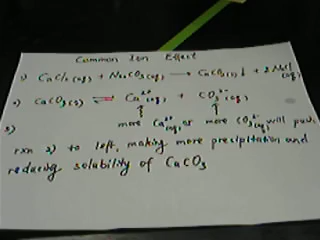 Common Ion Effect
1) CaCl₂(aq) + Na₂CO₃(aq) → CaCO₃(s)↓ + 2 NaCl (aq)
2) CaCO₃(s) ⇌ Ca²⁺(aq) + CO₃²⁻(aq)
↑ ↑
3) more Ca²⁺(aq) or more CO₃²⁻(aq) will push
rxn 2) to left, making more precipitation and
reducing solubility of CaCO₃